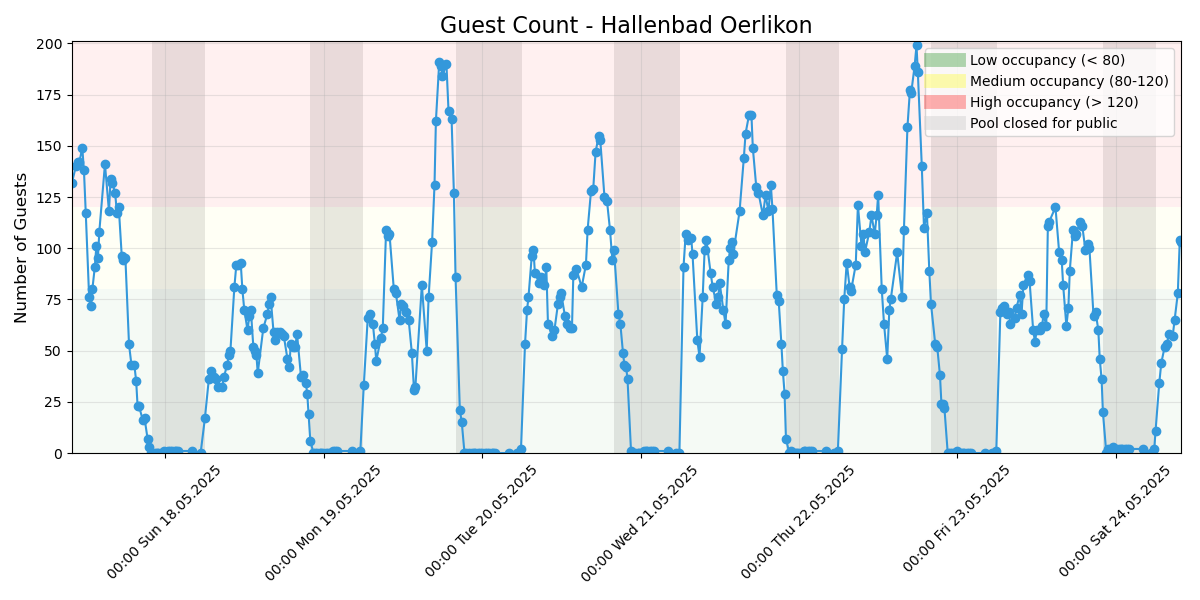 Guest Count - Hallenbad Oerlikon
Number of Guests
200
175
150
125
100
75
50
25
0
Low occupancy (< 80)
Medium occupancy (80-120)
High occupancy (> 120)
Pool closed for public
00:00 Sun 18.05.2025
00:00 Mon 19.05.2025
00:00 Tue 20.05.2025
00:00 Wed 21.05.2025
00:00 Thu 22.05.2025
00:00 Fri 23.05.2025
00:00 Sat 24.05.2025